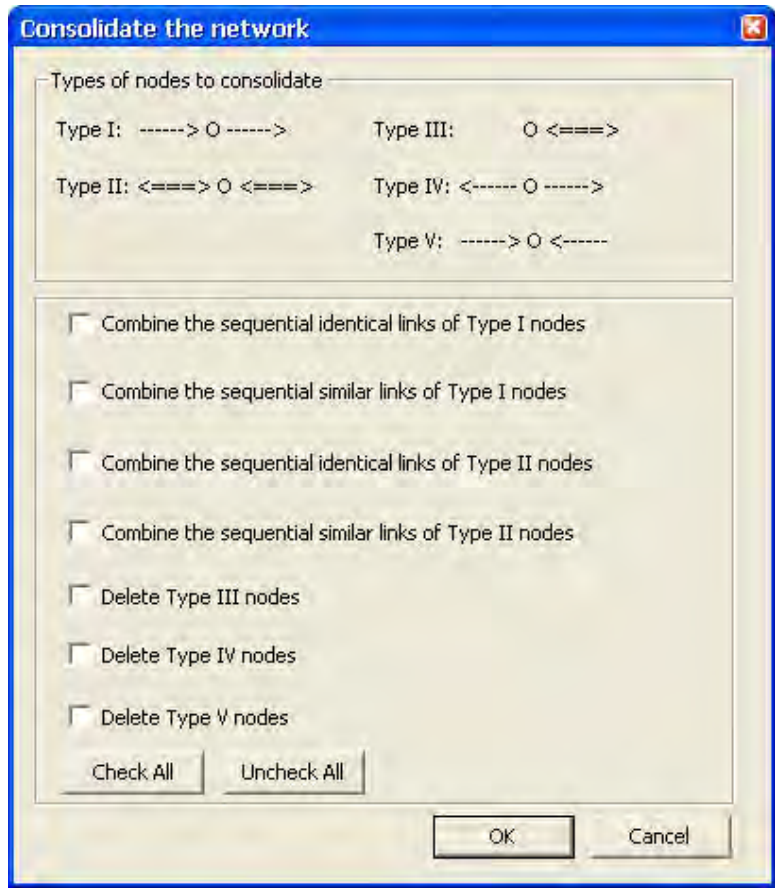 Consolidate the network
Types of nodes to consolidate
Type I: ------> O ------> Type III: O <===>
Type II: <===> O <===> Type IV: <------ O ------>
Type V: ------> O <------
Combine the sequential identical links of Type I nodes
Combine the sequential similar links of Type I nodes
Combine the sequential identical links of Type II nodes
Combine the sequential similar links of Type II nodes
Delete Type III nodes
Delete Type IV nodes
Delete Type V nodes
Check All Uncheck All
OK Cancel